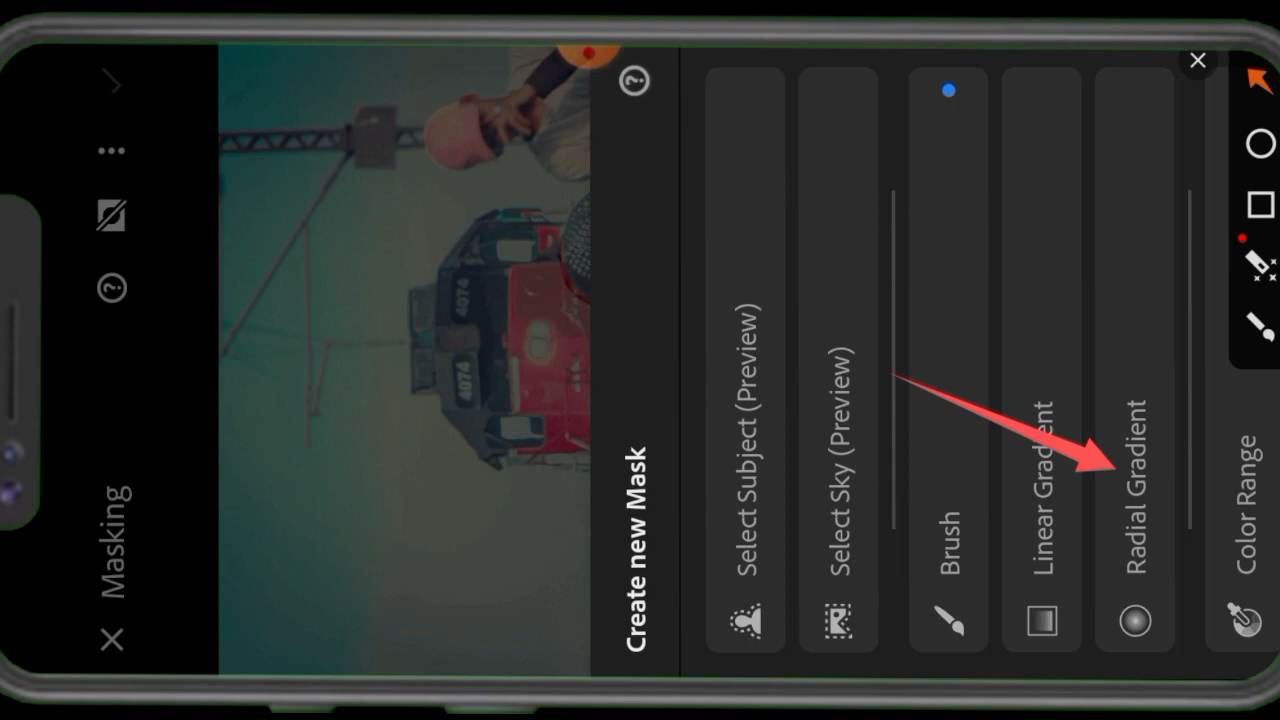 Masking
4074
4074
Create new Mask
Select Subject (Preview)
Select Sky (Preview)
Brush
Linear Gradient
Radial Gradient
Color Range